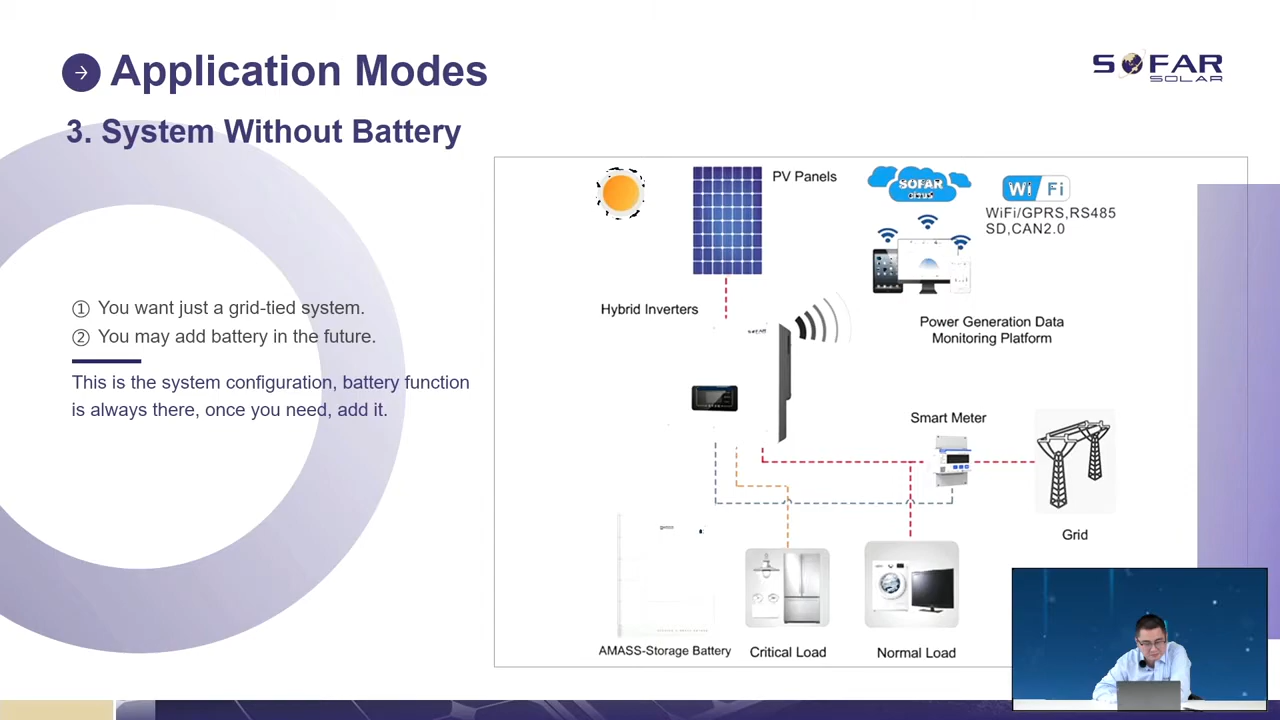 Application Modes
SOFAR
SOLAR
3. System Without Battery
① You want just a grid-tied system.
② You may add battery in the future.
This is the system configuration, battery function
is always there, once you need, add it.
PV Panels
SOFAR
Wi Fi
WiFi/GPRS,RS485
SD,CAN2.0
Hybrid Inverters
SOFAR
Power Generation Data
Monitoring Platform
Smart Meter
Grid
AMASS-Storage Battery
Critical Load
Normal Load